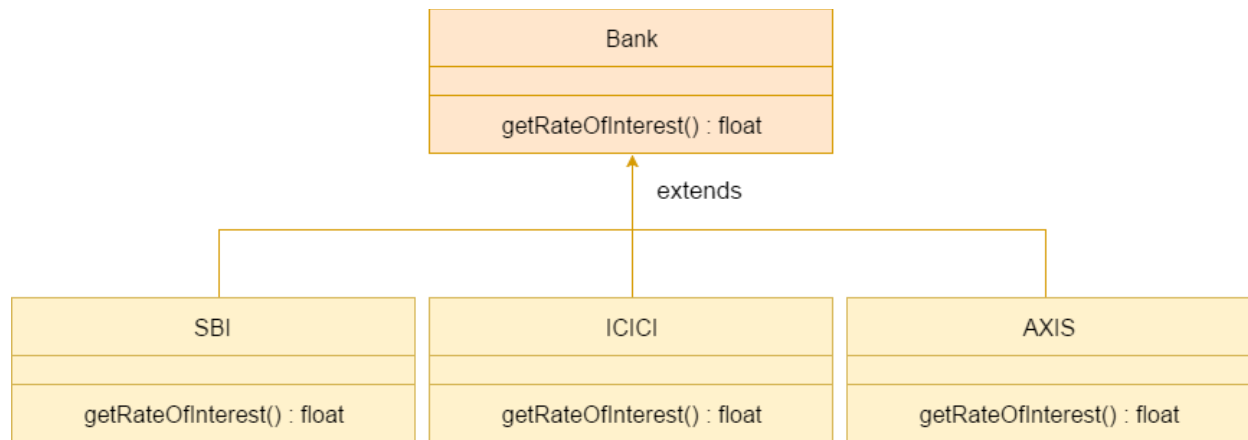 Bank
getRateOfInterest() : float
extends
SBI
ICICI
AXIS
getRateOfInterest() : float
getRateOfInterest() : float
getRateOfInterest() : float